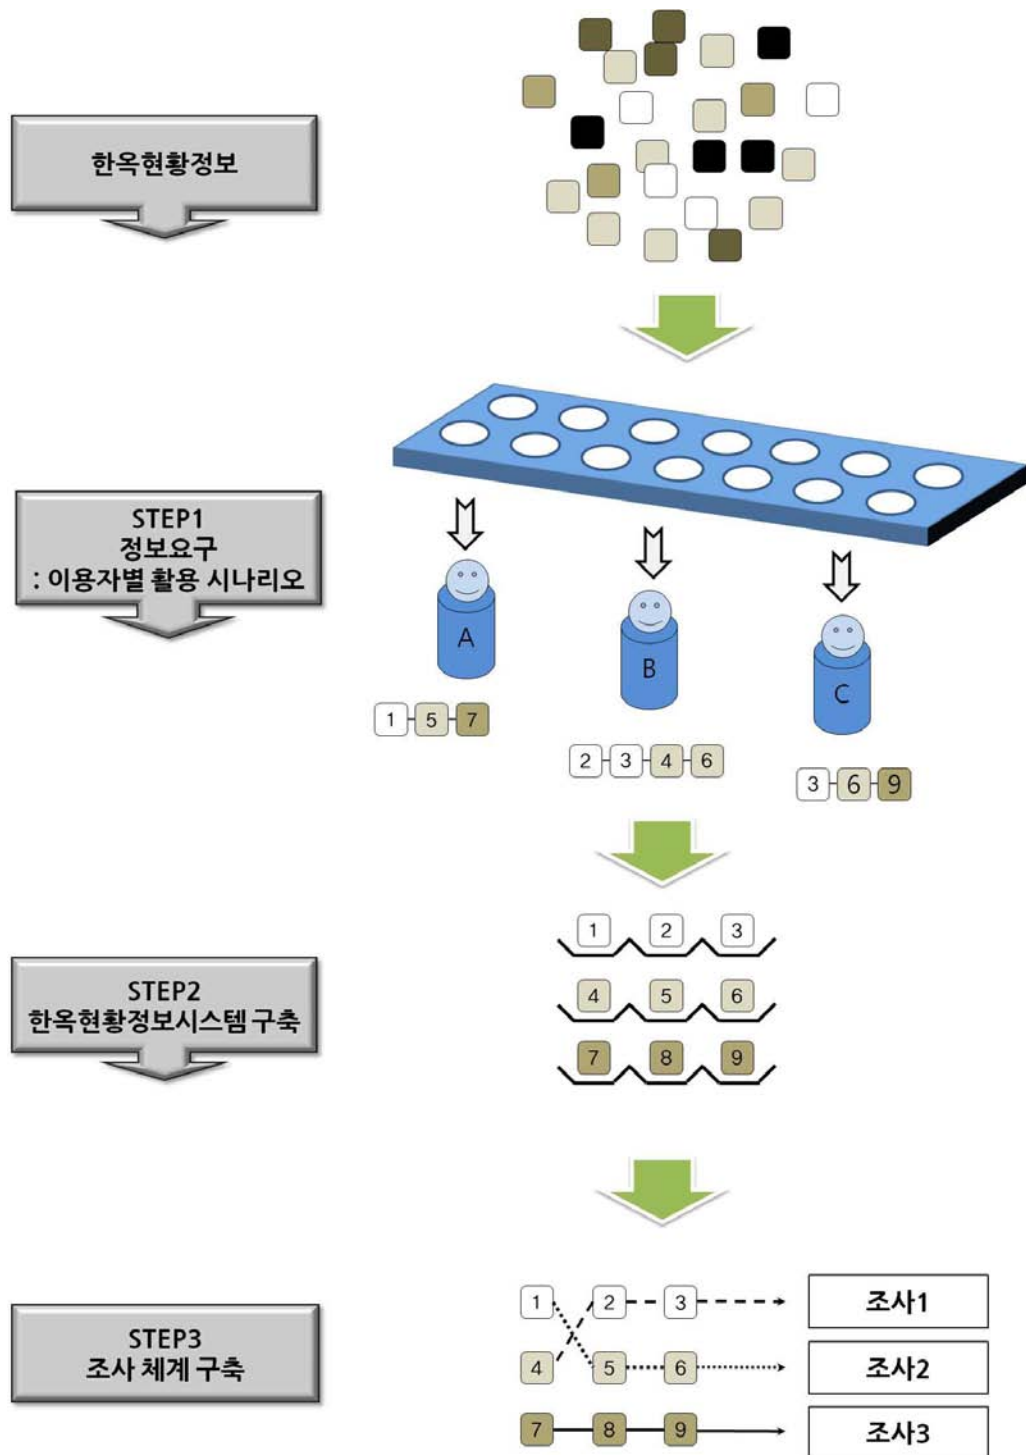 한옥현황정보
STEP1
정보요구
: 이용자별 활용 시나리오
A
B
C
1 5 7
2 3 4 6
3 6 9
1 2 3
STEP2
한옥현황정보시스템 구축
4 5 6
7 8 9
STEP3
조사 체계 구축
1 2 3 조사1
4 5 6 조사2
7 8 9 조사3